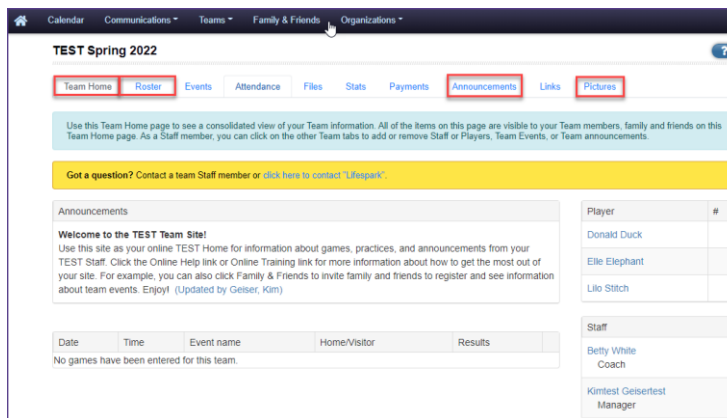 Calendar Communications Teams Family & Friends Organizations
TEST Spring 2022
?
Team Home Roster Events Attendance Files Stats Payments Announcements Links Pictures
Use this Team Home page to see a consolidated view of your Team information. All of the items on this page are visible to your Team members, family and friends on this
Team Home page. As a Staff member, you can click on the other Team tabs to add or remove Staff or Players, Team Events, or Team announcements.
Got a question? Contact a team Staff member or click here to contact "Lifespark".
Announcements
Welcome to the TEST Team Site!
Use this site as your online TEST Home for information about games, practices, and announcements from your
TEST Staff. Click the Online Help link or Online Training link for more information about how to get the most out of
your site. For example, you can also click Family & Friends to invite family and friends to register and see information
about team events. Enjoy! (Updated by Geiser, Kim)
Date Time Event name Home/Visitor Results
No games have been entered for this team.
Player #
Donald Duck
Elle Elephant
Lilo Stitch
Staff
Betty White
Coach
Kimtest Geisertest
Manager